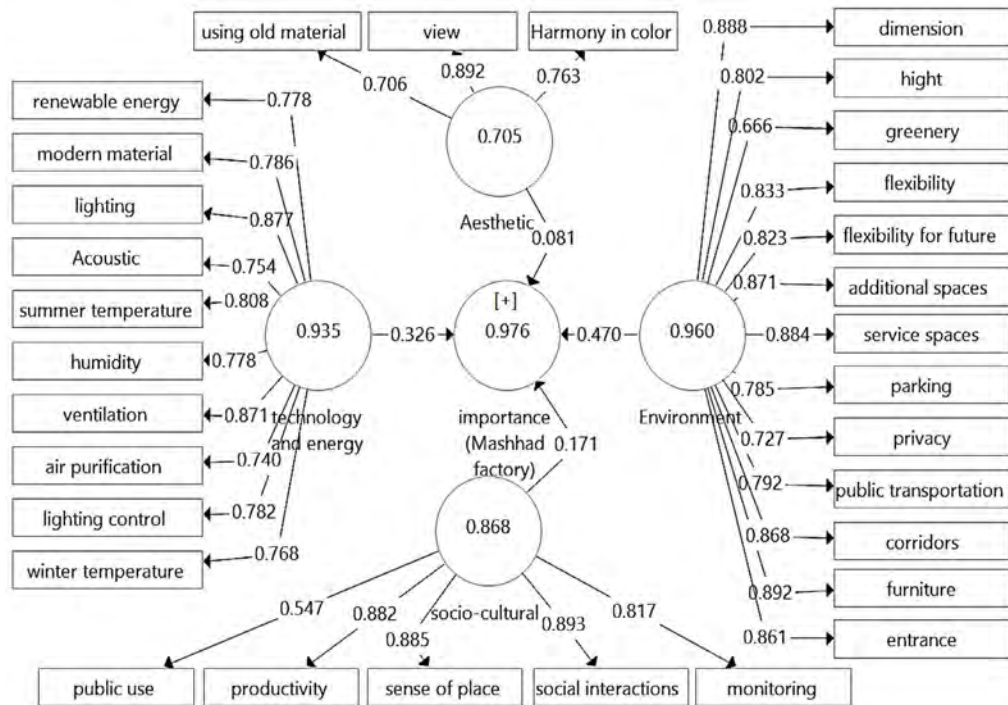 using old material
view
Harmony in color
0.706
0.892
0.763
0.705
Aesthetic
0.081
renewable energy
0.778
modern material
0.786
lighting
0.877
Acoustic
0.754
summer temperature
0.808
humidity
0.778
ventilation
0.871
air purification
0.740
lighting control
0.782
winter temperature
0.768
0.935
technology
and energy
0.326
[+]
0.976
importance
(Mashhad
factory)
0.470
0.960
Environment
0.171
0.888
dimension
0.802
hight
0.666
greenery
0.833
flexibility
0.823
flexibility for future
0.871
additional spaces
0.884
service spaces
0.785
parking
0.727
privacy
0.792
public transportation
0.868
corridors
0.892
furniture
0.861
entrance
0.868
socio-cultural
0.547
0.882
0.885
0.893
0.817
public use
productivity
sense of place
social interactions
monitoring